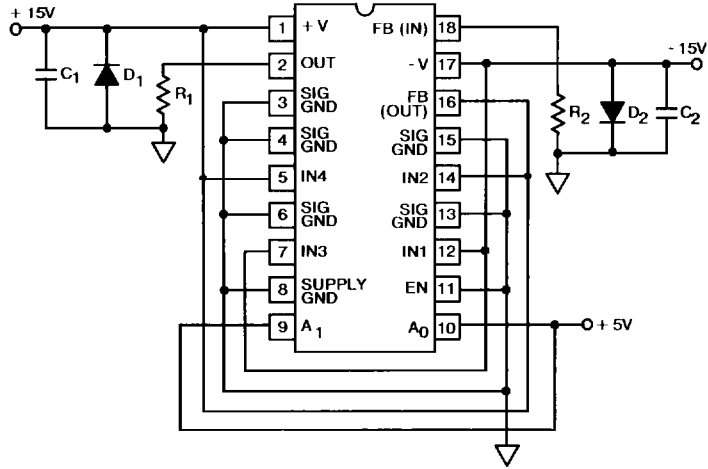 + 15V
C1
D1
R1
1 + V
2 OUT
3 SIG GND
4 SIG GND
5 IN4
6 SIG GND
7 IN3
8 SUPPLY GND
9 A1
FB (IN) 18
- V 17
FB (OUT) 16
SIG GND 15
IN2 14
SIG GND 13
IN1 12
EN 11
A0 10
- 15V
R2
D2
C2
+ 5V